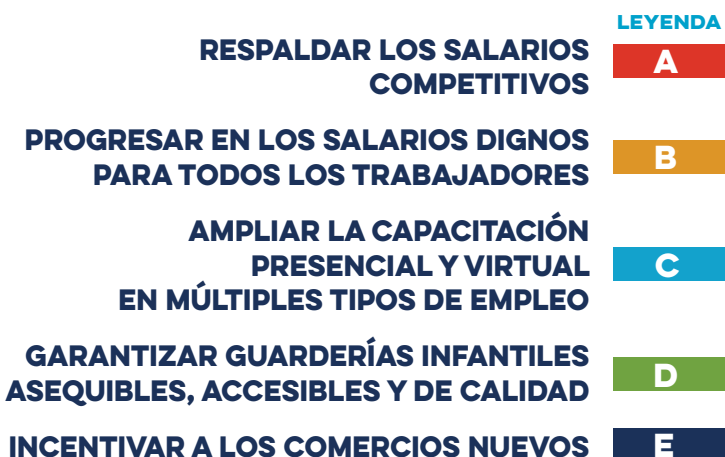 LEYENDA
RESPALDAR LOS SALARIOS
COMPETITIVOS
A
PROGRESAR EN LOS SALARIOS DIGNOS
PARA TODOS LOS TRABAJADORES
B
AMPLIAR LA CAPACITACIÓN
PRESENCIAL Y VIRTUAL
EN MÚLTIPLES TIPOS DE EMPLEO
C
GARANTIZAR GUARDERÍAS INFANTILES
ASEQUIBLES, ACCESIBLES Y DE CALIDAD
D
INCENTIVAR A LOS COMERCIOS NUEVOS
E